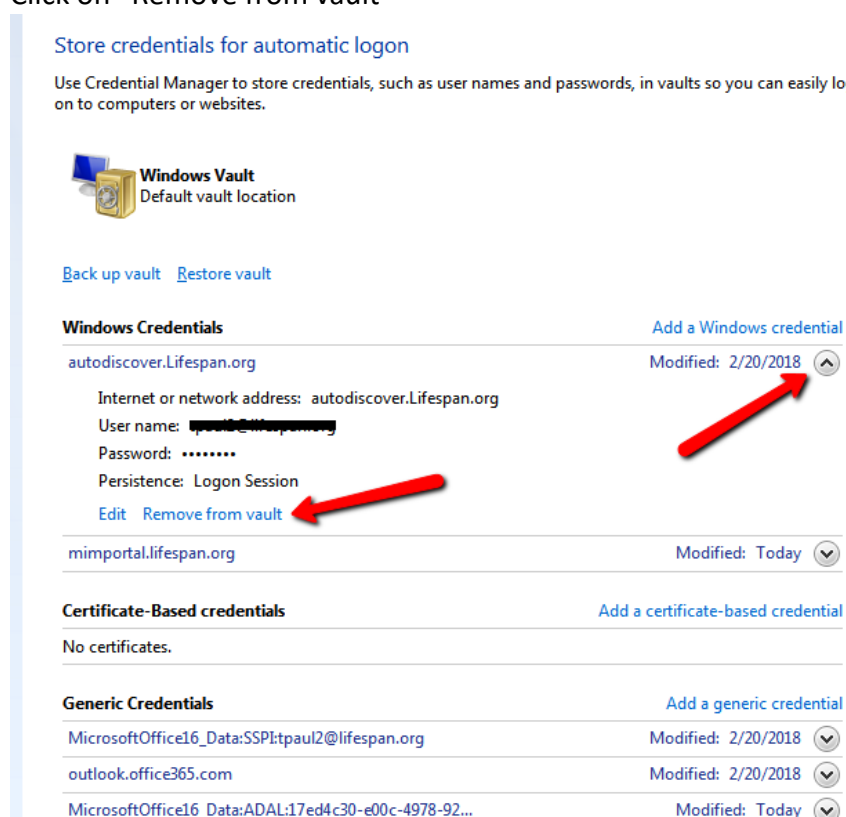 Click on "Remove from vault"
Store credentials for automatic logon
Use Credential Manager to store credentials, such as user names and passwords, in vaults so you can easily lo
on to computers or websites.
Windows Vault
Default vault location
Back up vault Restore vault
Windows Credentials Add a Windows credential
autodiscover.Lifespan.org Modified: 2/20/2018
Internet or network address: autodiscover.Lifespan.org
User name:
Password: ••••••••
Persistence: Logon Session
Edit Remove from vault
mimportal.lifespan.org Modified: Today
Certificate-Based credentials Add a certificate-based credential
No certificates.
Generic Credentials Add a generic credential
MicrosoftOffice16_Data:SSPI:tpaul2@lifespan.org Modified: 2/20/2018
outlook.office365.com Modified: 2/20/2018
MicrosoftOffice16_Data:ADAL:17ed4c30-e00c-4978-92... Modified: Today